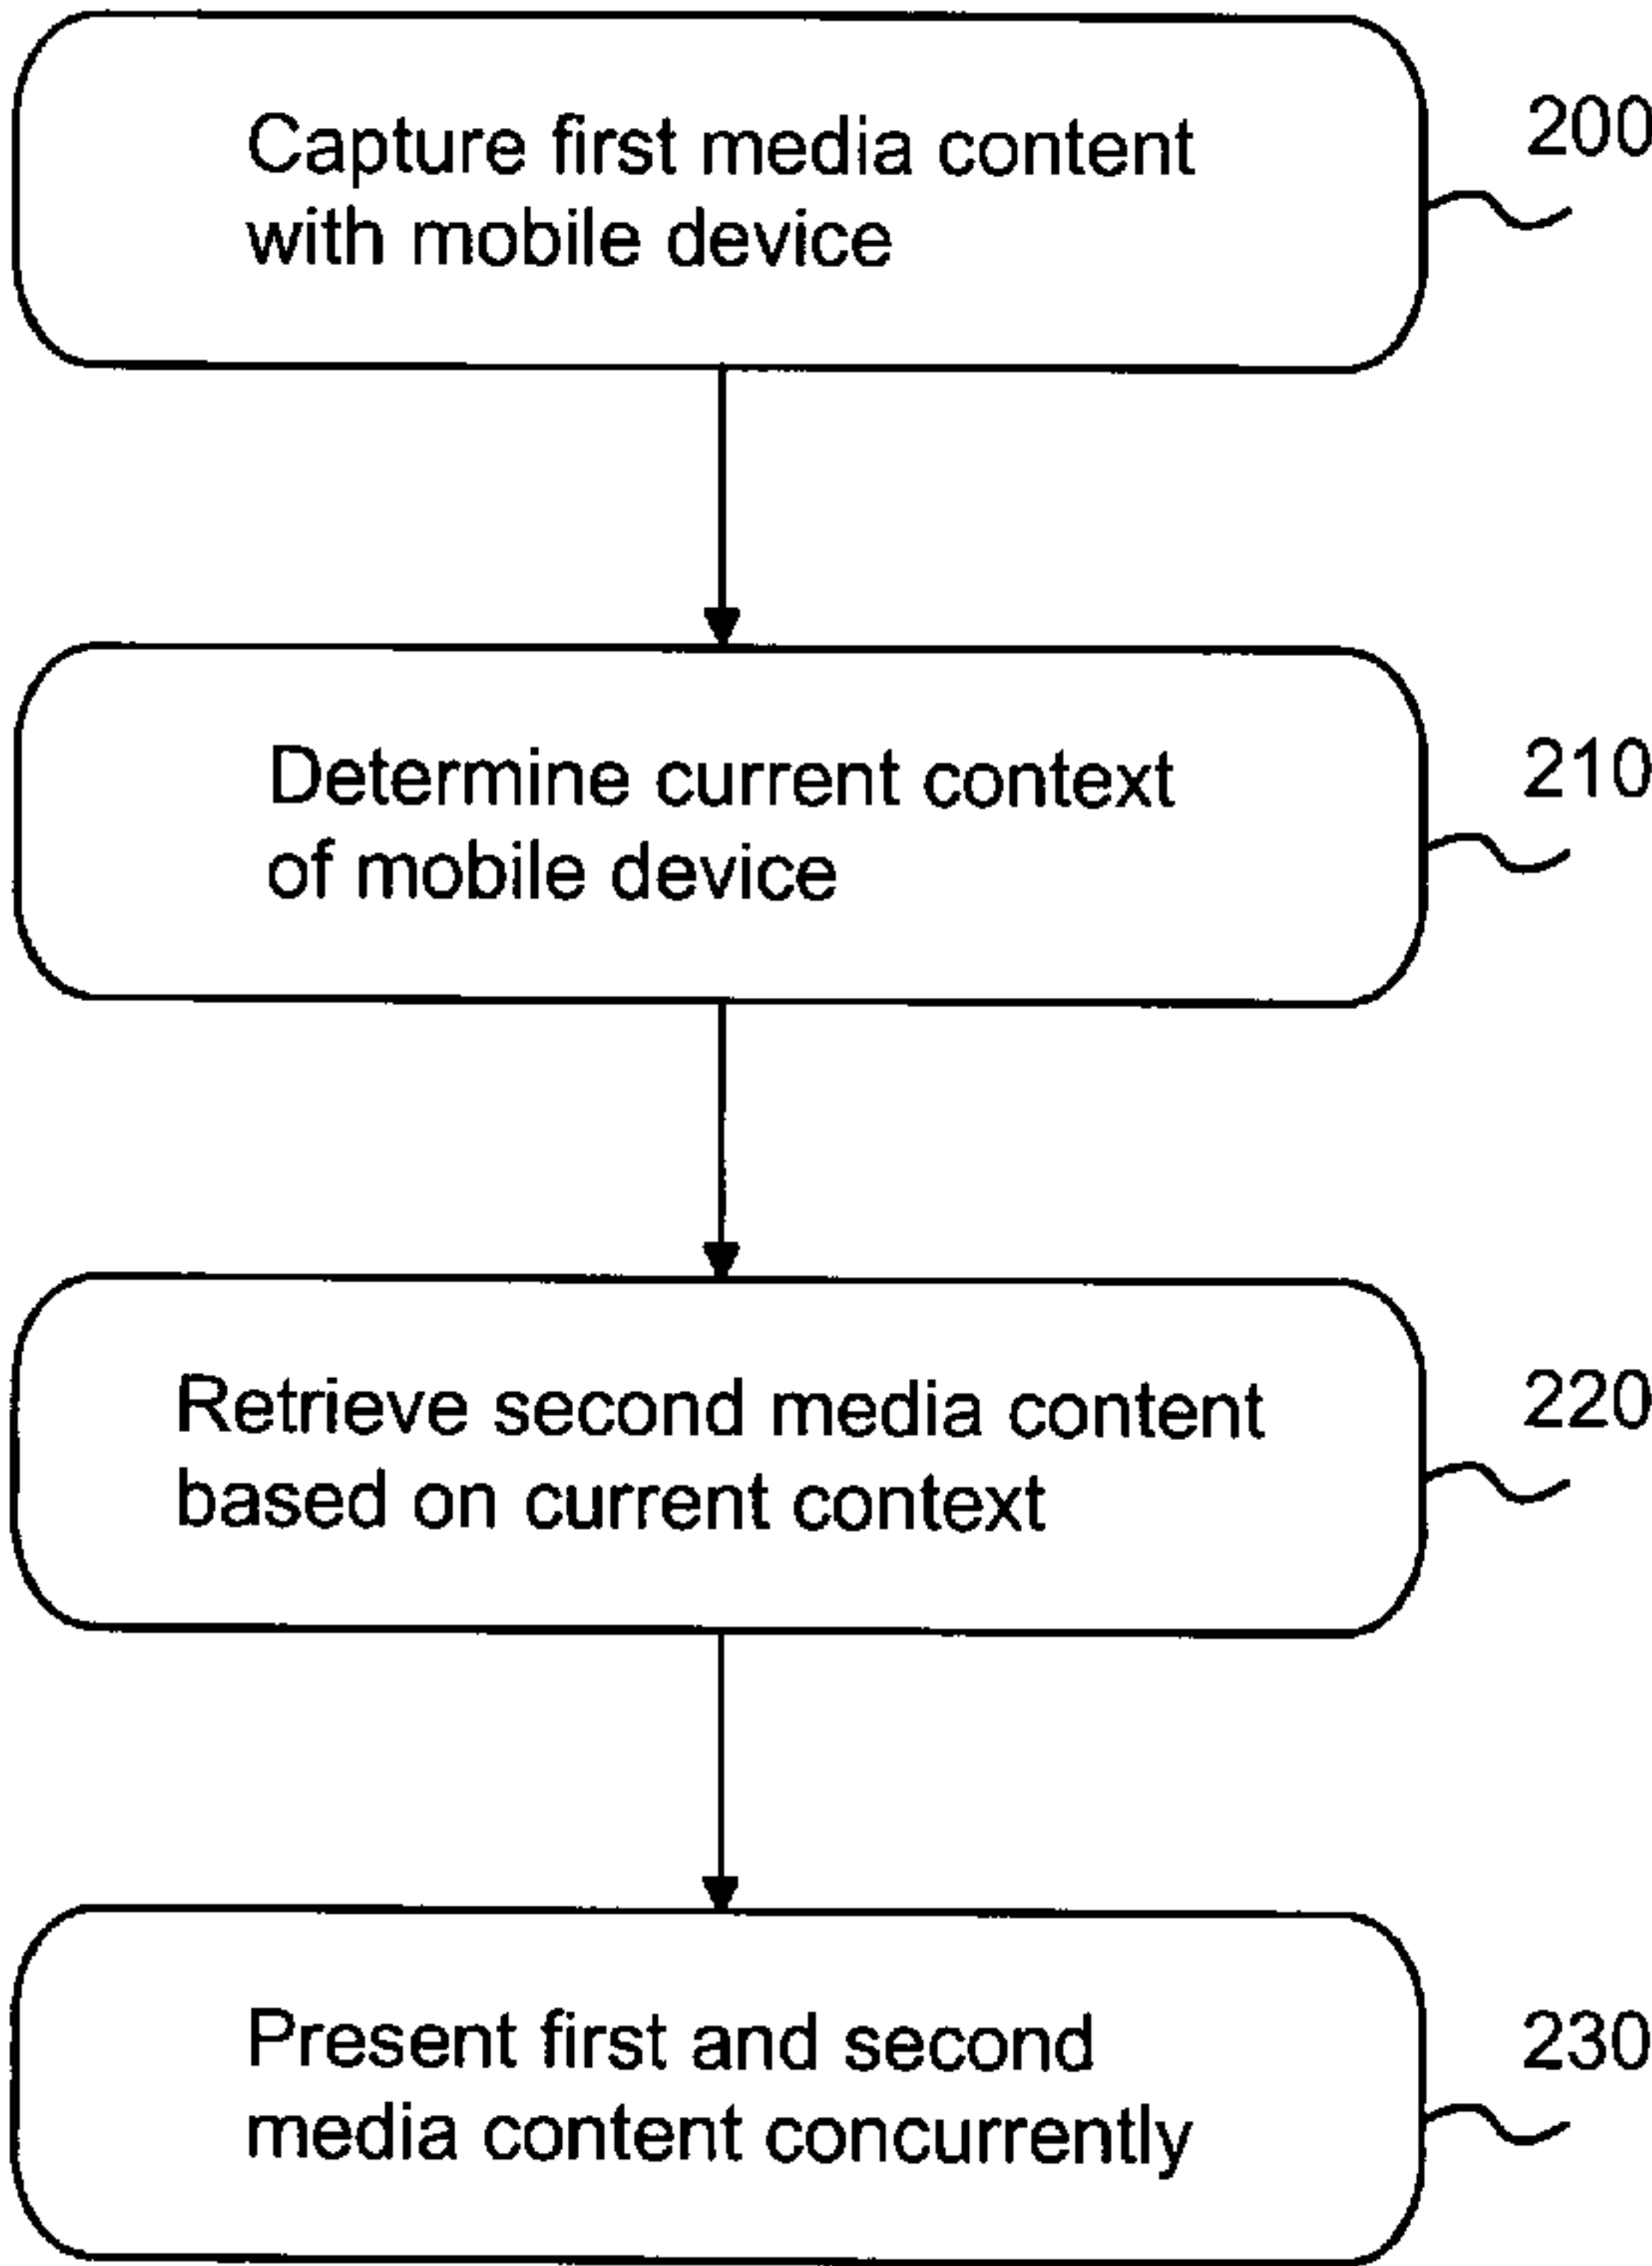 Capture first media content
with mobile device
200
Determine current context
of mobile device
210
Retrieve second media content
based on current context
220
Present first and second
media content concurrently
230